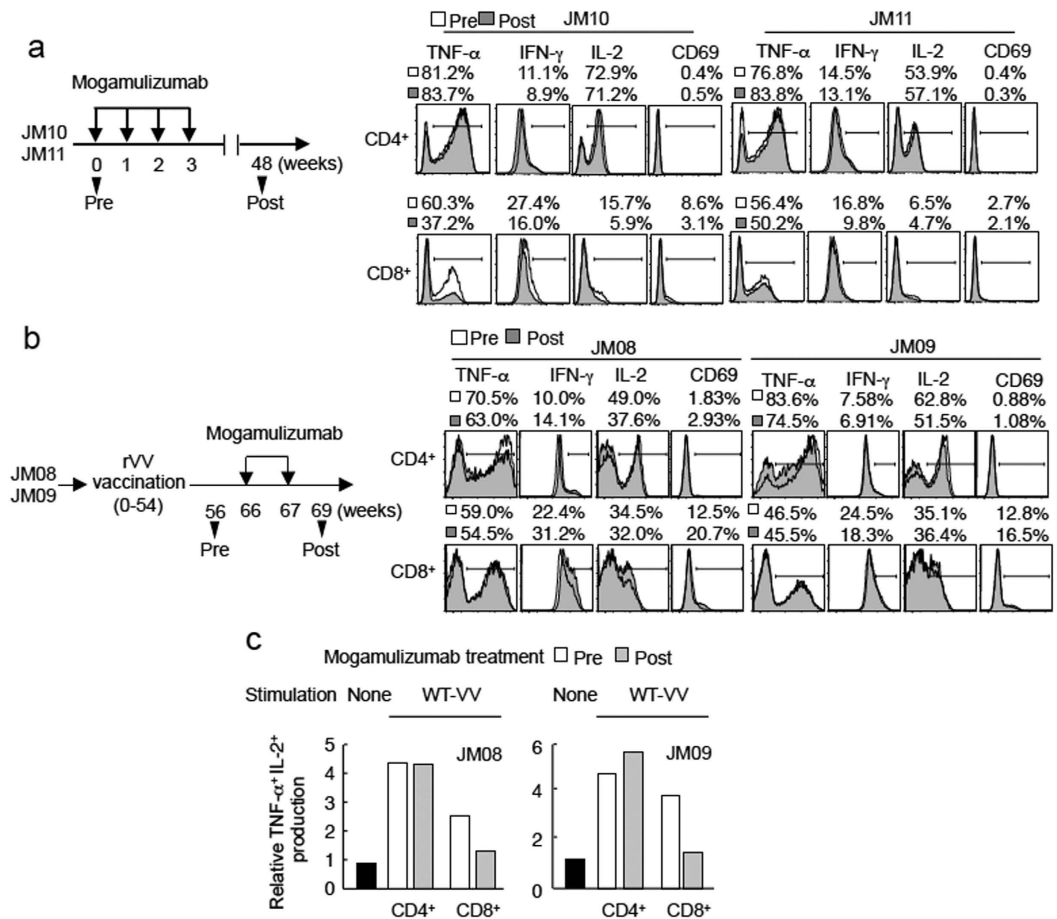 a
Mogamulizumab
JM10
JM11
0 1 2 3 48 (weeks)
Pre Post
Pre Post
JM10
TNF-α IFN-γ IL-2 CD69
81.2% 11.1% 72.9% 0.4%
83.7% 8.9% 71.2% 0.5%
CD4+
60.3% 27.4% 15.7% 8.6%
37.2% 16.0% 5.9% 3.1%
CD8+
JM11
TNF-α IFN-γ IL-2 CD69
76.8% 14.5% 53.9% 0.4%
83.8% 13.1% 57.1% 0.3%
56.4% 16.8% 6.5% 2.7%
50.2% 9.8% 4.7% 2.1%
b
JM08
JM09
rVV
vaccination
(0-54)
Mogamulizumab
56 66 67 69 (weeks)
Pre Post
Pre Post
JM08
TNF-α IFN-γ IL-2 CD69
70.5% 10.0% 49.0% 1.83%
63.0% 14.1% 37.6% 2.93%
CD4+
59.0% 22.4% 34.5% 12.5%
54.5% 31.2% 32.0% 20.7%
CD8+
JM09
TNF-α IFN-γ IL-2 CD69
83.6% 7.58% 62.8% 0.88%
74.5% 6.91% 51.5% 1.08%
46.5% 24.5% 35.1% 12.8%
45.5% 18.3% 36.4% 16.5%
c
Mogamulizumab treatment Pre Post
Stimulation None WT-VV None WT-VV
Relative TNF-α+ IL-2+
production
5
4
3
2
1
0
JM08
CD4+ CD8+
6
4
2
0
JM09
CD4+ CD8+